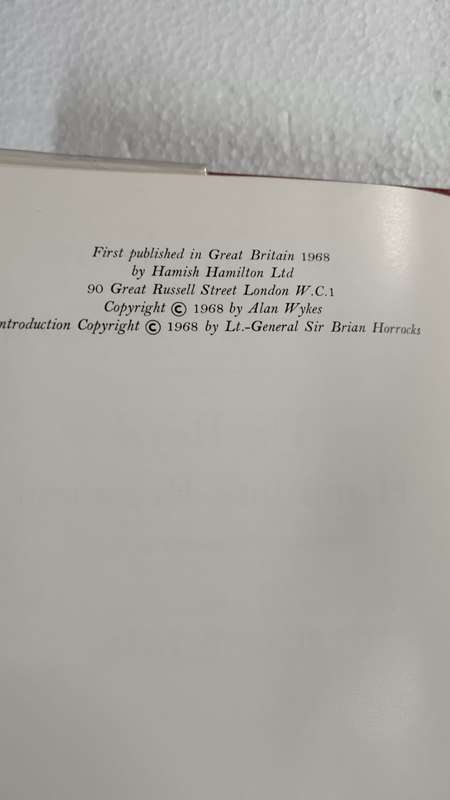 First published in Great Britain 1968
by Hamish Hamilton Ltd
90 Great Russell Street London W.C.1
Copyright © 1968 by Alan Wykes
ntroduction Copyright © 1968 by Lt.-General Sir Brian Horrocks